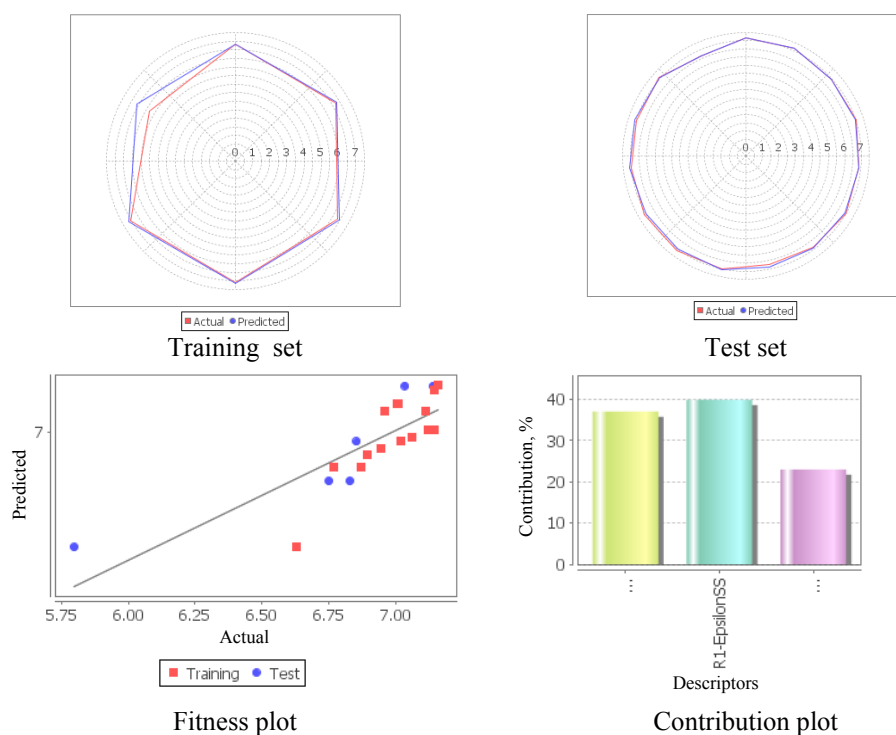 0 1 2 3 4 5 6 7
Actual Predicted
Training set
0 1 2 3 4 5 6 7
Actual Predicted
Test set
Predicted
7
5.75 6.00 6.25 6.50 6.75 7.00
Actual
Training Test
Fitness plot
Contribution, %
40
30
20
10
0
... R1-EpsilonSS ...
Descriptors
Contribution plot